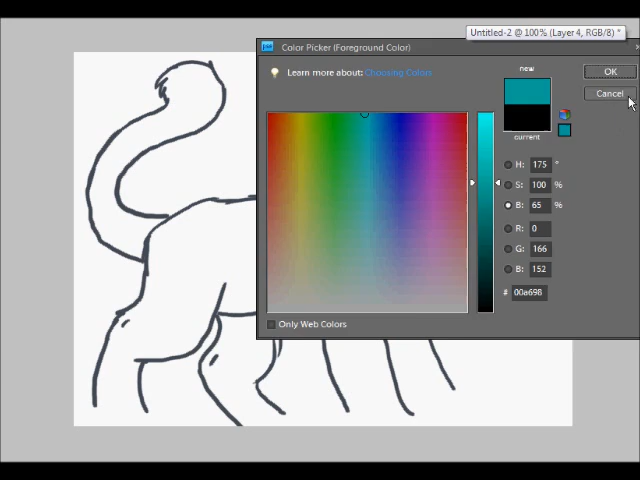 Untitled-2 @ 100% (Layer 4, RGB/8) *
Color Picker (Foreground Color)
Learn more about: Choosing Colors
new
current
OK
Cancel
H: 175 °
S: 100 %
B: 65 %
R: 0
G: 166
B: 152
# 00a698
Only Web Colors